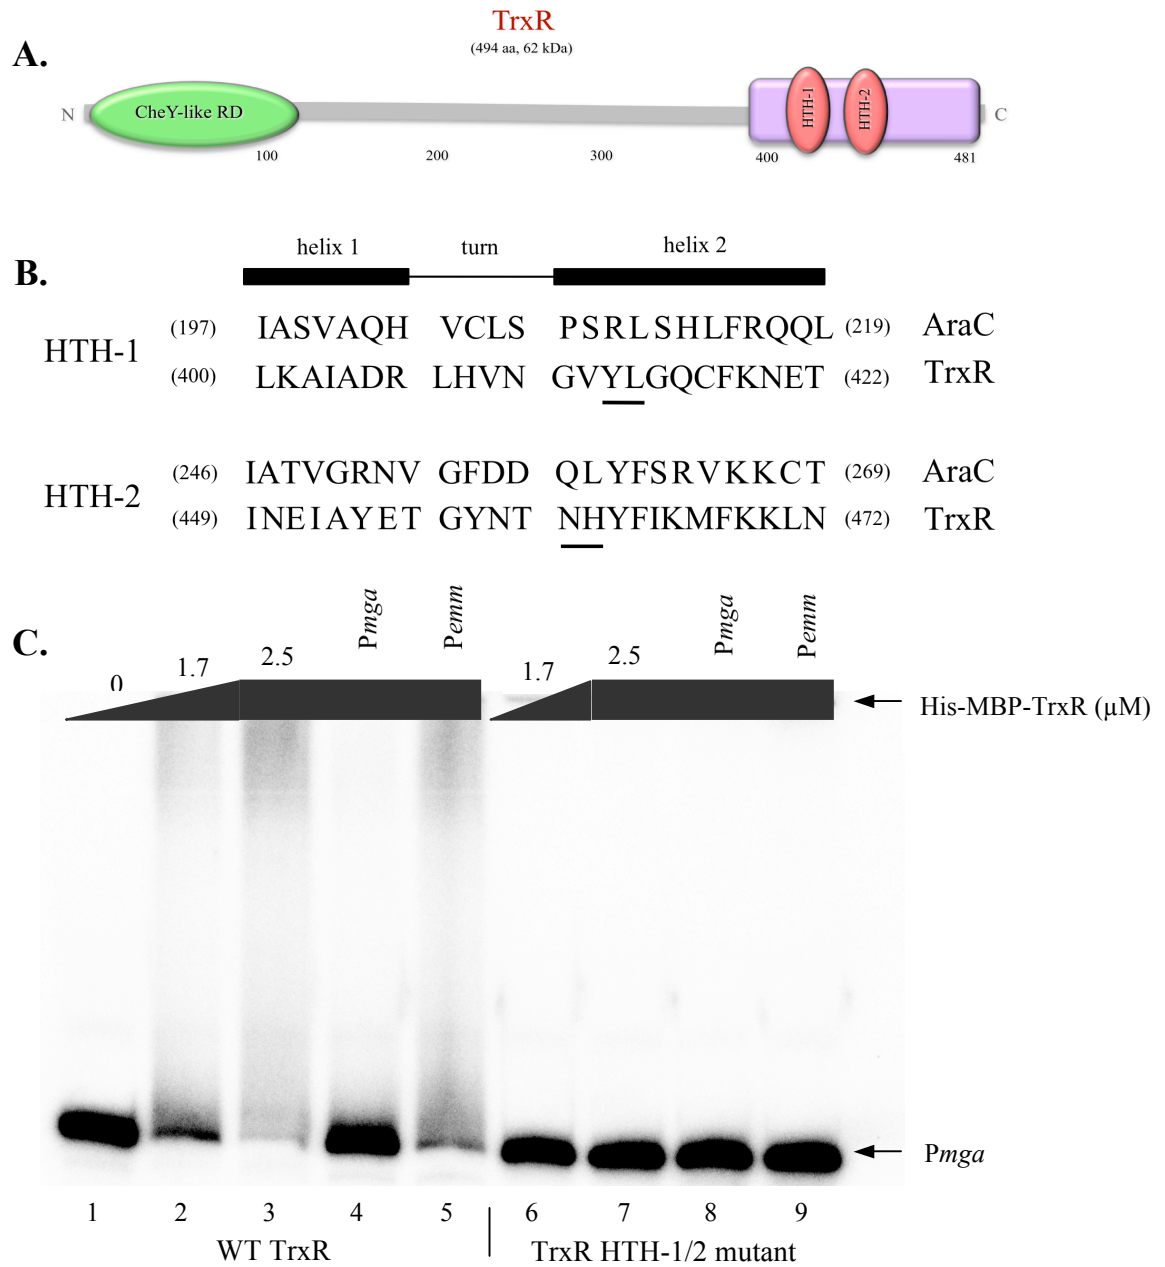 TrxR
A.
(494 aa, 62 kDa)
N CheY-like RD HTH-1 HTH-2 C
100 200 300 400 481
B.
helix 1 turn helix 2
HTH-1
(197) IASVAQH VCLS PSRLSHLFRQQL (219) AraC
(400) LKAIADR LHVN GVYLGQCFKNET (422) TrxR
HTH-2
(246) IATVGRNV GFDD QLYFSRVKKCT (269) AraC
(449) INEIAYET GYNT NHYFIKMFKKLN (472) TrxR
C.
0 1.7 2.5 Pmga Pemm 1.7 2.5 Pmga Pemm
His-MBP-TrxR (µM)
Pmga
1 2 3 4 5 6 7 8 9
WT TrxR TrxR HTH-1/2 mutant